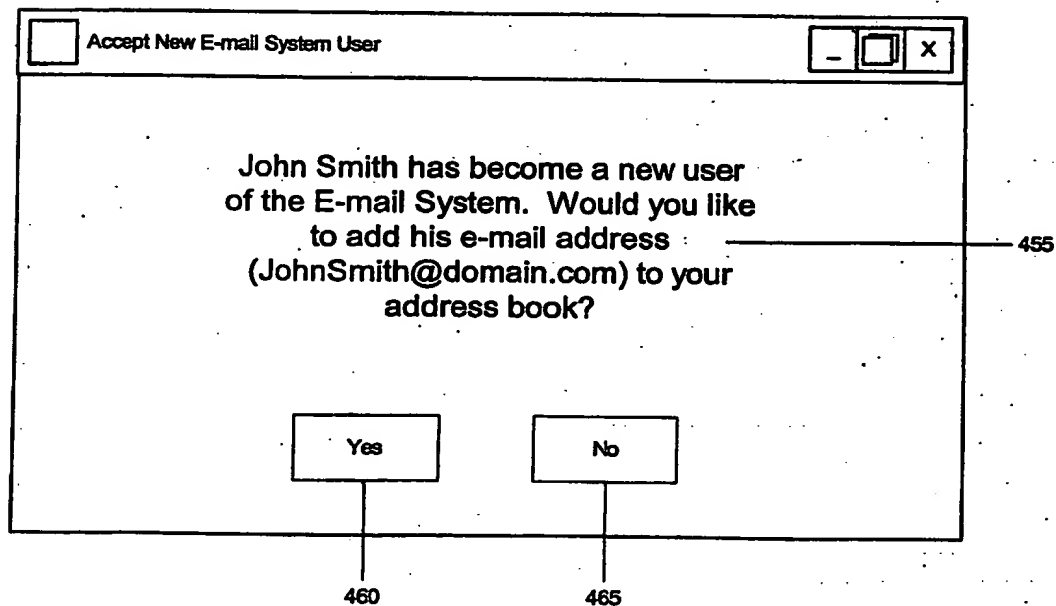 Accept New E-mail System User
_ X
John Smith has become a new user
of the E-mail System. Would you like
to add his e-mail address
455
(JohnSmith@domain.com) to your
address book?
Yes No
460 465